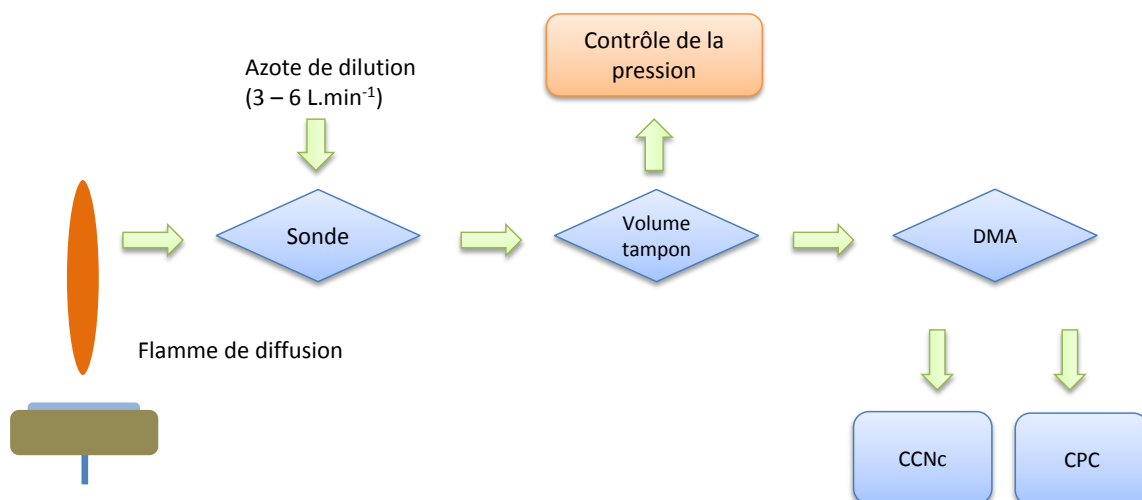 Contrôle de la
pression
Azote de dilution
(3 – 6 L.min⁻¹)
Sonde
Volume
tampon
DMA
Flamme de diffusion
CCNc
CPC